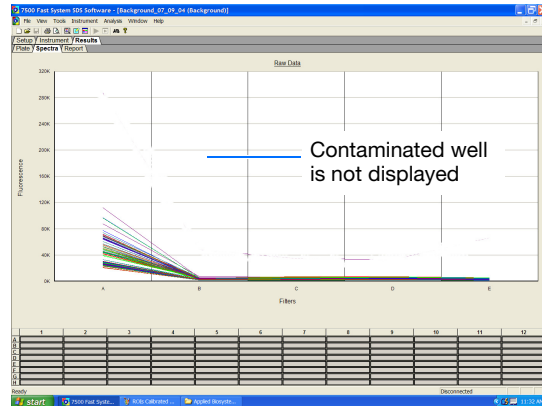 7500 Fast System SDS Software - [Background_07_09_04 (Background)]
File View Tools Instrument Analysis Window Help
Setup Instrument Results
Plate Spectra Report
Raw Data
320K
280K
240K
200K
160K
120K
80K
40K
0K
Fluorescence
Contaminated well
is not displayed
A B C D E
Filters
1 2 3 4 5 6 7 8 9 10 11 12
A
B
C
D
E
F
G
H
Ready Disconnected
start 7500 Fast Syste... ROIs Calibrated ... Applied Biosyste... 11:32 AM